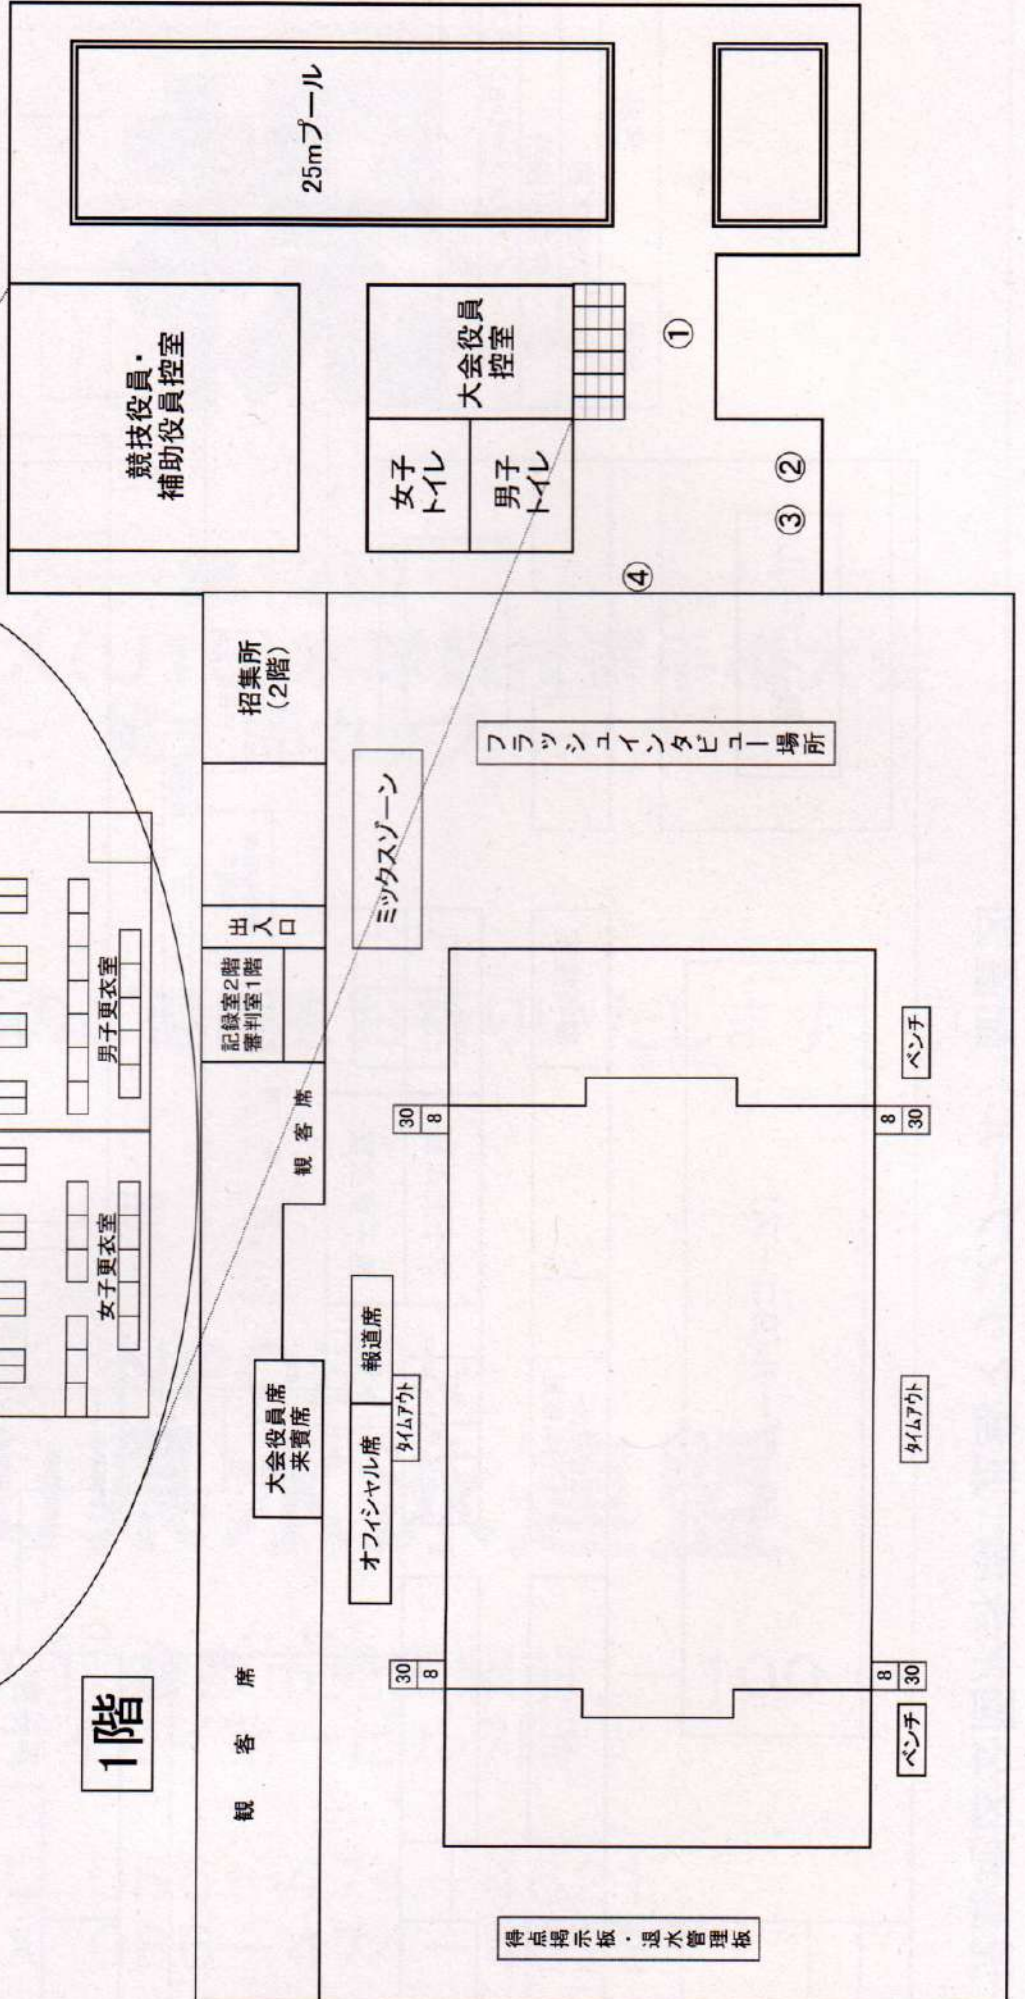 1階
女子更衣室
男子更衣室
観客席
大会役員席
来賓席
観客席
記録室2階
審判室1階
出入口
招集所
(2階)
オフィシャル席
報道席
タイムアウト
ミックスゾーン
30
8
30
8
得点掲示板・退水管理板
フラッシュインタビュー場所
8
30
8
30
ベンチ
タイムアウト
ベンチ
競技役員・
補助役員控室
女子
トイレ
男子
トイレ
大会役員
控室
25mプール
①
②
③
④